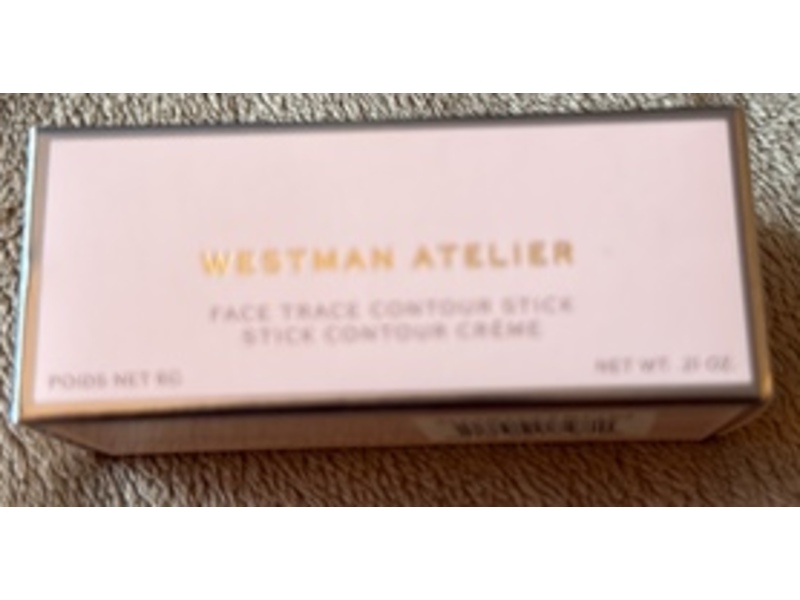 WESTMAN ATELIER
FACE TRACE CONTOUR STICK
STICK CONTOUR CRÈME
POIDS NET 6G
NET WT. .21 OZ.